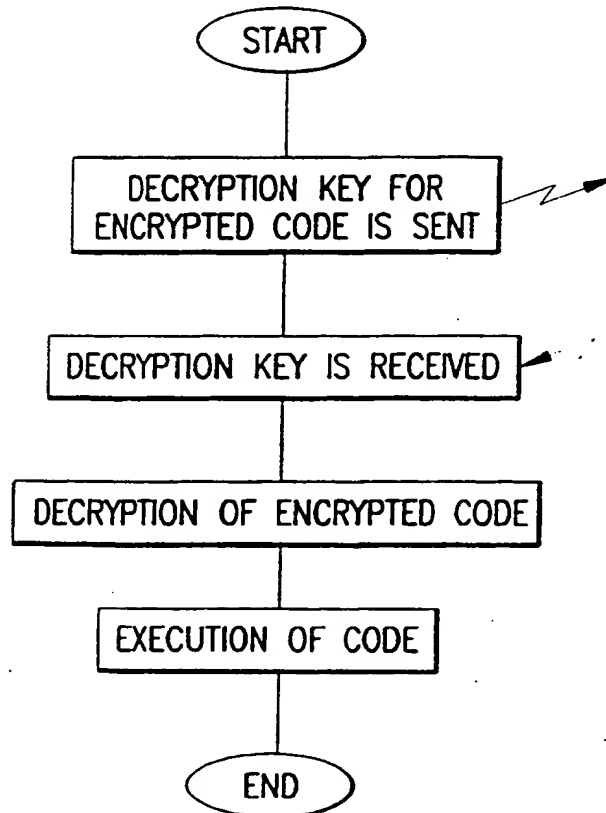 START
DECRYPTION KEY FOR
ENCRYPTED CODE IS SENT
DECRYPTION KEY IS RECEIVED
DECRYPTION OF ENCRYPTED CODE
EXECUTION OF CODE
END